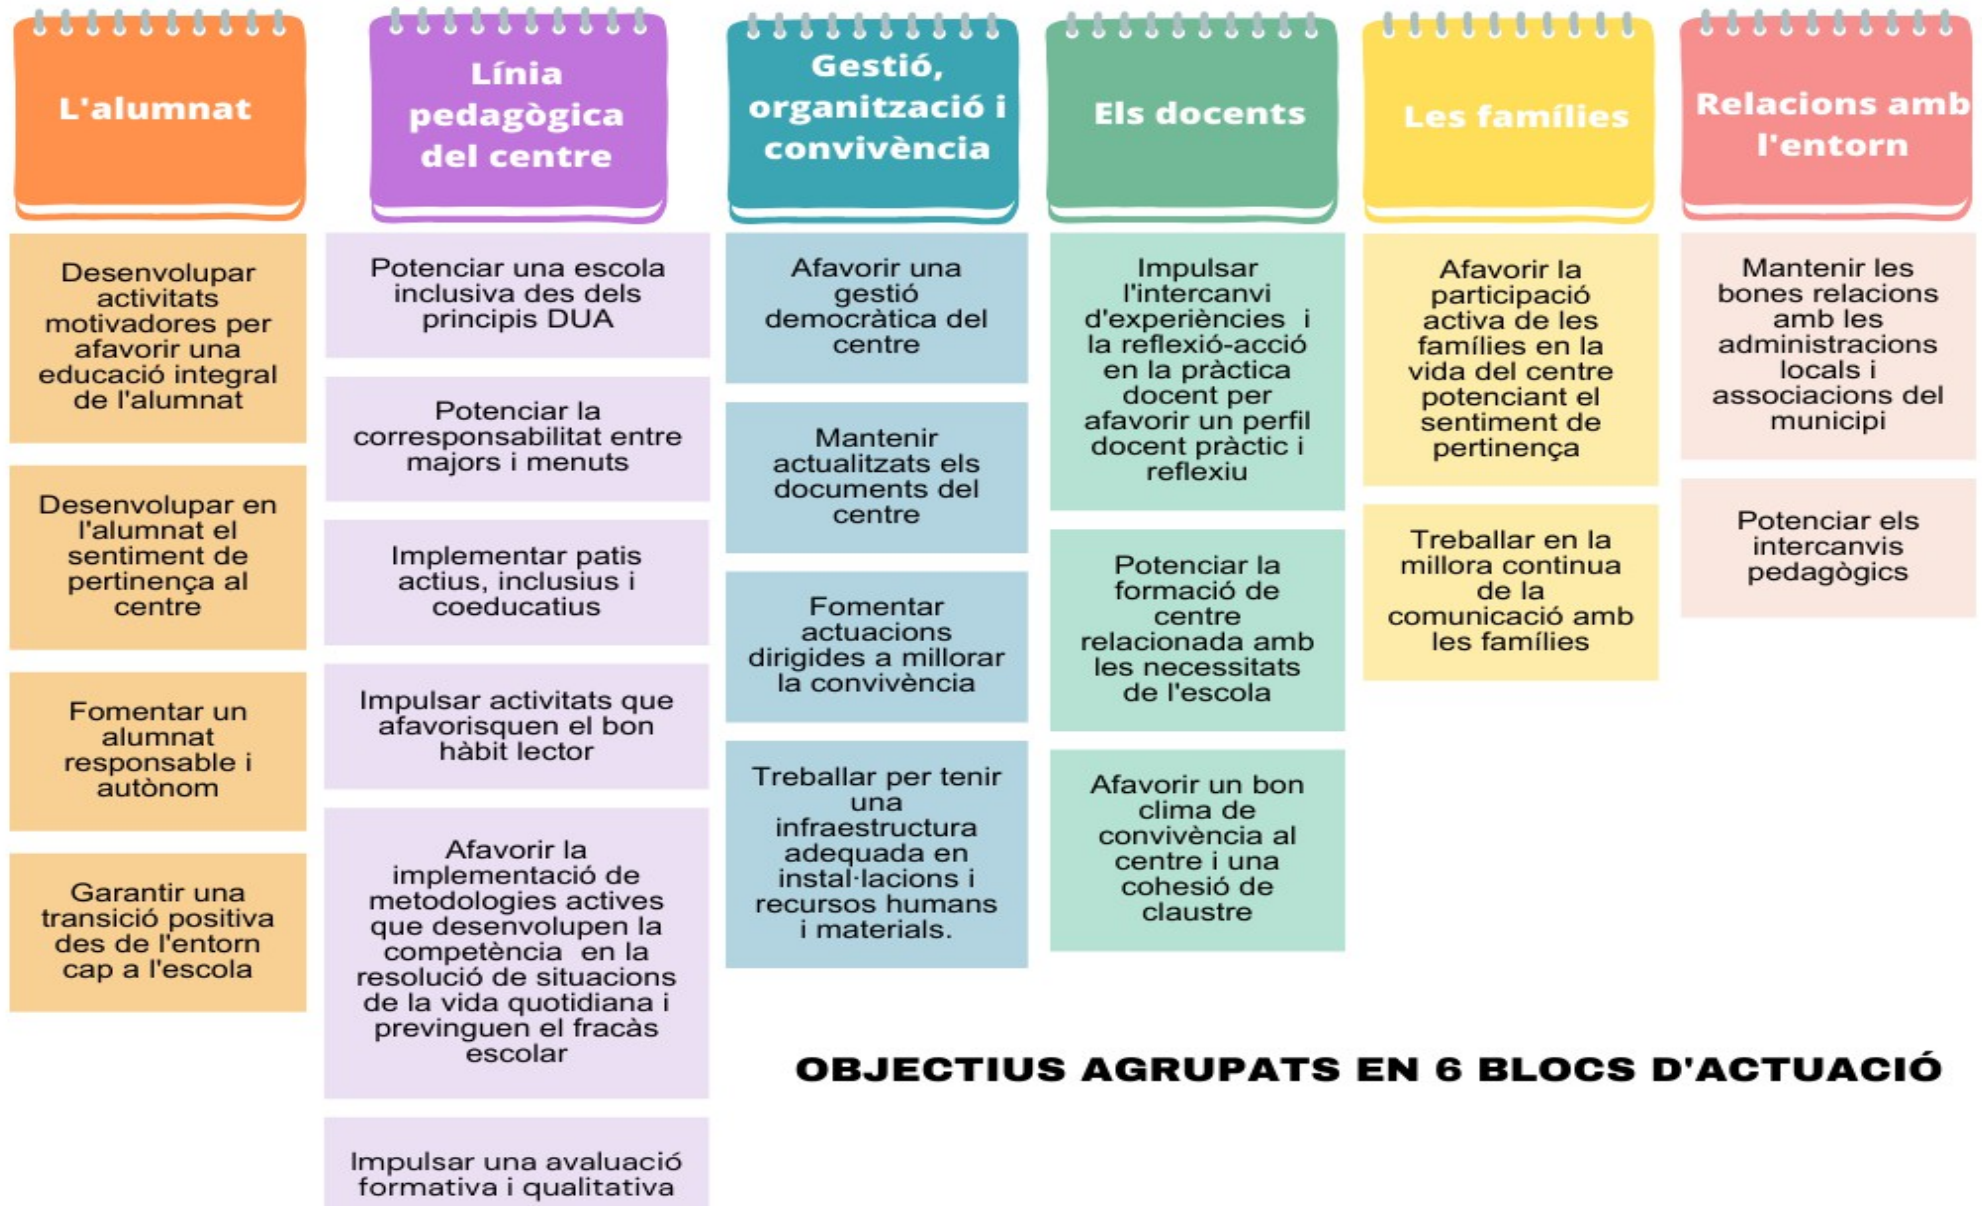 L'alumnat
Desenvolupar
activitats
motivadores per
afavorir una
educació integral
de l'alumnat
Desenvolupar en
l'alumnat el
sentiment de
pertinença al
centre
Fomentar un
alumnat
responsable i
autònom
Garantir una
transició positiva
des de l'entorn
cap a l'escola
Línia
pedagògica
del centre
Potenciar una escola
inclusiva des dels
principis DUA
Potenciar la
corresponsabilitat entre
majors i menuts
Implementar patis
actius, inclusius i
coeducatius
Impulsar activitats que
afavorisquen el bon
hàbit lector
Afavorir la
implementació de
metodologies actives
que desenvolupen la
competència  en la
resolució de situacions
de la vida quotidiana i
previnguen el fracàs
escolar
Impulsar una avaluació
formativa i qualitativa
Gestió,
organització i
convivència
Afavorir una
gestió
democràtica del
centre
Mantenir
actualitzats els
documents del
centre
Fomentar
actuacions
dirigides a millorar
la convivència
Treballar per tenir
una
infraestructura
adequada en
instal·lacions i
recursos humans
i materials.
Els docents
Impulsar
l'intercanvi
d'experiències  i
la reflexió-acció
en la pràctica
docent per
afavorir un perfil
docent pràctic i
reflexiu
Potenciar la
formació de
centre
relacionada amb
les necessitats
de l'escola
Afavorir un bon
clima de
convivència al
centre i una
cohesió de
claustre
Les famílies
Afavorir la
participació
activa de les
famílies en la
vida del centre
potenciant el
sentiment de
pertinença
Treballar en la
millora continua
de la
comunicació amb
les famílies
Relacions amb
l'entorn
Mantenir les
bones relacions
amb les
administracions
locals i
associacions del
municipi
Potenciar els
intercanvis
pedagògics
OBJECTIUS AGRUPATS EN 6 BLOCS D'ACTUACIÓ